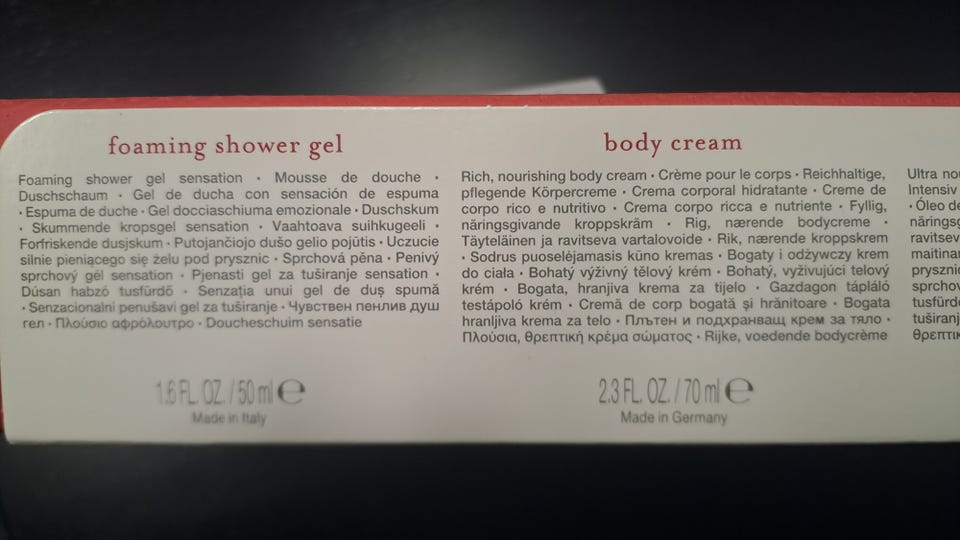 foaming shower gel
Foaming shower gel sensation · Mousse de douche ·
Duschschaum · Gel de ducha con sensación de espuma
· Espuma de duche · Gel docciaschiuma emozionale · Duschskum
· Skummende kropsgel sensation · Vaahtoava suihkugeeli ·
Forfriskende dusjskum · Putojančiojo dušo gelio pojūtis · Uczucie
silnie pieniącego się żelu pod prysznic · Sprchová pěna · Penivý
sprchový gél sensation · Pjenasti gel za tuširanje sensation ·
Dúsan habzó tusfürdő · Senzația unui gel de duș spumă
· Senzacionalni penušavi gel za tuširanje · Чувствен пенлив душ
гел · Πλούσιο αφρόλουτρο · Doucheschuim sensatie
1.6 FL. OZ. / 50 ml ℮
Made in Italy
body cream
Rich, nourishing body cream · Crème pour le corps · Reichhaltige,
pflegende Körpercreme · Crema corporal hidratante · Creme de
corpo rico e nutritivo · Crema corpo ricca e nutriente · Fyllig,
näringsgivande kroppskräm · Rig, nærende bodycreme ·
Täyteläinen ja ravitseva vartalovoide · Rik, nærende kroppskrem
· Sodrus puoselėjamasis kūno kremas · Bogaty i odżywczy krem
do ciała · Bohatý výživný tělový krém · Bohatý, vyživujúci telový
krém · Bogata, hranjiva krema za tijelo · Gazdagon tápláló
testápoló krém · Cremă de corp bogată și hrănitoare · Bogata
hranljiva krema za telo · Плътен и подхранващ крем за тяло ·
Πλούσια, θρεπτική κρέμα σώματος · Rijke, voedende bodycrème
2.3 FL. OZ. / 70 ml ℮
Made in Germany
Ultra nou
Intensiv
· Óleo de
näringsg
ravitsev
maitinan
prysznic
sprchov
tusfürdő
tuširanj
θρεπτικ